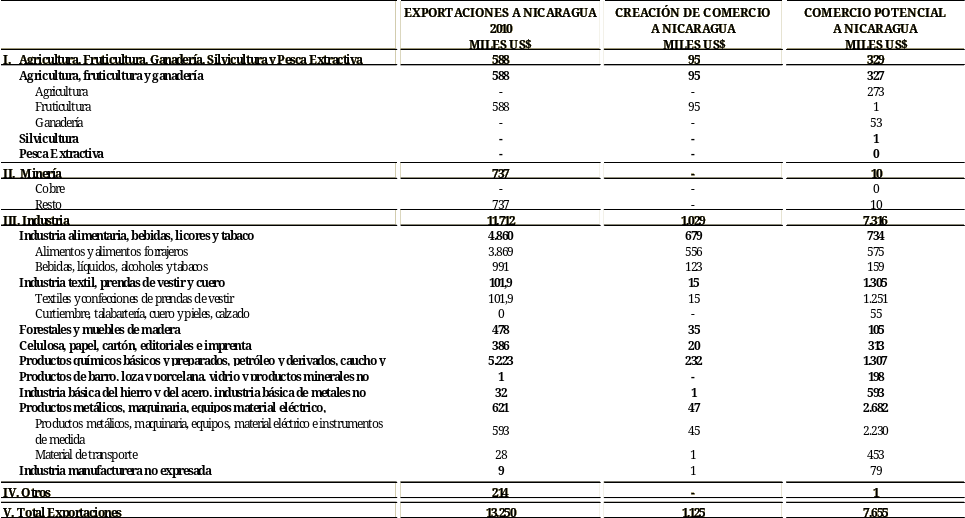 EXPORTACIONES A NICARAGUA CREACIÓN DE COMERCIO COMERCIO POTENCIAL
2010 A NICARAGUA A NICARAGUA
MILES US$ MILES US$ MILES US$
I. Agricultura, Fruticultura, Ganadería, Silvicultura y Pesca Extractiva 588 95 329
Agricultura, fruticultura y ganadería 588 95 327
Agricultura - - 273
Fruticultura 588 95 1
Ganadería - - 53
Silvicultura - - 1
Pesca Extractiva - - 0
II. Minería 737 - 10
Cobre - - 0
Resto 737 - 10
III. Industria 11.712 1.029 7.316
Industria alimentaria, bebidas, licores y tabaco 4.860 679 734
Alimentos y alimentos forrajeros 3.869 556 575
Bebidas, líquidos, alcoholes y tabacos 991 123 159
Industria textil, prendas de vestir y cuero 101,9 15 1.305
Textiles y confecciones de prendas de vestir 101,9 15 1.251
Curtiembre, talabartería, cuero y pieles, calzado 0 - 55
Forestales y muebles de madera 478 35 105
Celulosa, papel, cartón, editoriales e imprenta 386 20 313
Productos químicos básicos y preparados, petróleo y derivados, caucho y 5.223 232 1.307
Productos de barro, loza y porcelana, vidrio y productos minerales no 1 - 198
Industria básica del hierro y del acero, industria básica de metales no 32 1 593
Productos metálicos, maquinaria, equipos material eléctrico, 621 47 2.682
Productos metálicos, maquinaria, equipos, material eléctrico e instrumentos
de medida 593 45 2.230
Material de transporte 28 1 453
Industria manufacturera no expresada 9 1 79
IV. Otros 214 - 1
V. Total Exportaciones 13.250 1.125 7.655